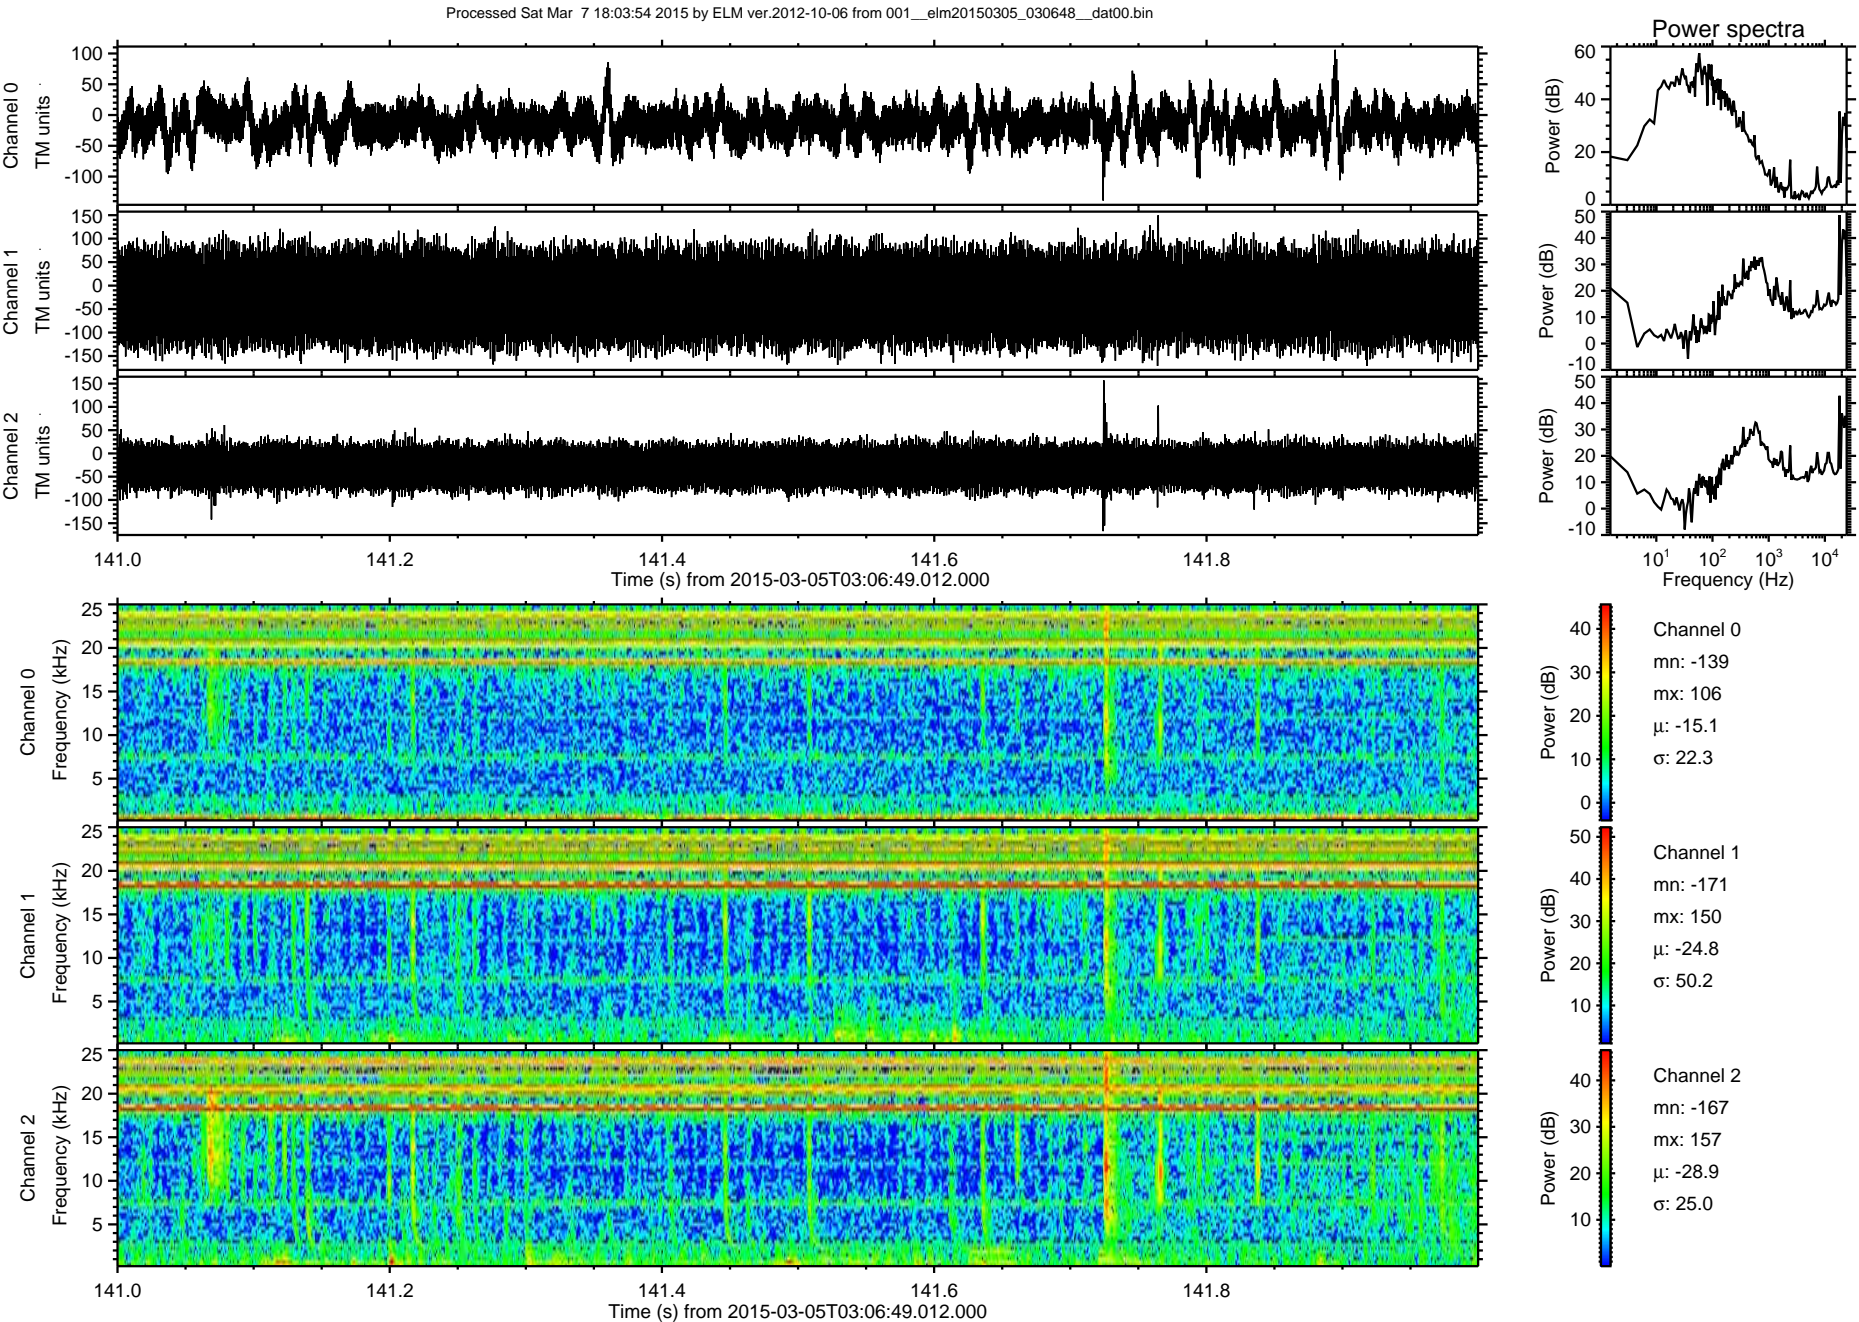 Processed Sat Mar  7 18:03:54 2015 by ELM ver.2012-10-06 from 001__elm20150305_030648__dat00.bin
Power spectra
Channel 0
TM units
100
50
0
-50
-100
Power (dB)
60
40
20
0
Channel 1
TM units
150
100
50
0
-50
-100
-150
Power (dB)
50
40
30
20
10
0
-10
Channel 2
TM units
150
100
50
0
-50
-100
-150
Power (dB)
50
40
30
20
10
0
-10
141.0 141.2 141.4 141.6 141.8
Time (s) from 2015-03-05T03:06:49.012.000
10^1 10^2 10^3 10^4
Frequency (Hz)
Channel 0
Frequency (kHz)
25
20
15
10
5
Power (dB)
40
30
20
10
0
Channel 0
mn: -139
mx: 106
μ: -15.1
σ: 22.3
Channel 1
Frequency (kHz)
25
20
15
10
5
Power (dB)
50
40
30
20
10
Channel 1
mn: -171
mx: 150
μ: -24.8
σ: 50.2
Channel 2
Frequency (kHz)
25
20
15
10
5
Power (dB)
40
30
20
10
Channel 2
mn: -167
mx: 157
μ: -28.9
σ: 25.0
141.0 141.2 141.4 141.6 141.8
Time (s) from 2015-03-05T03:06:49.012.000